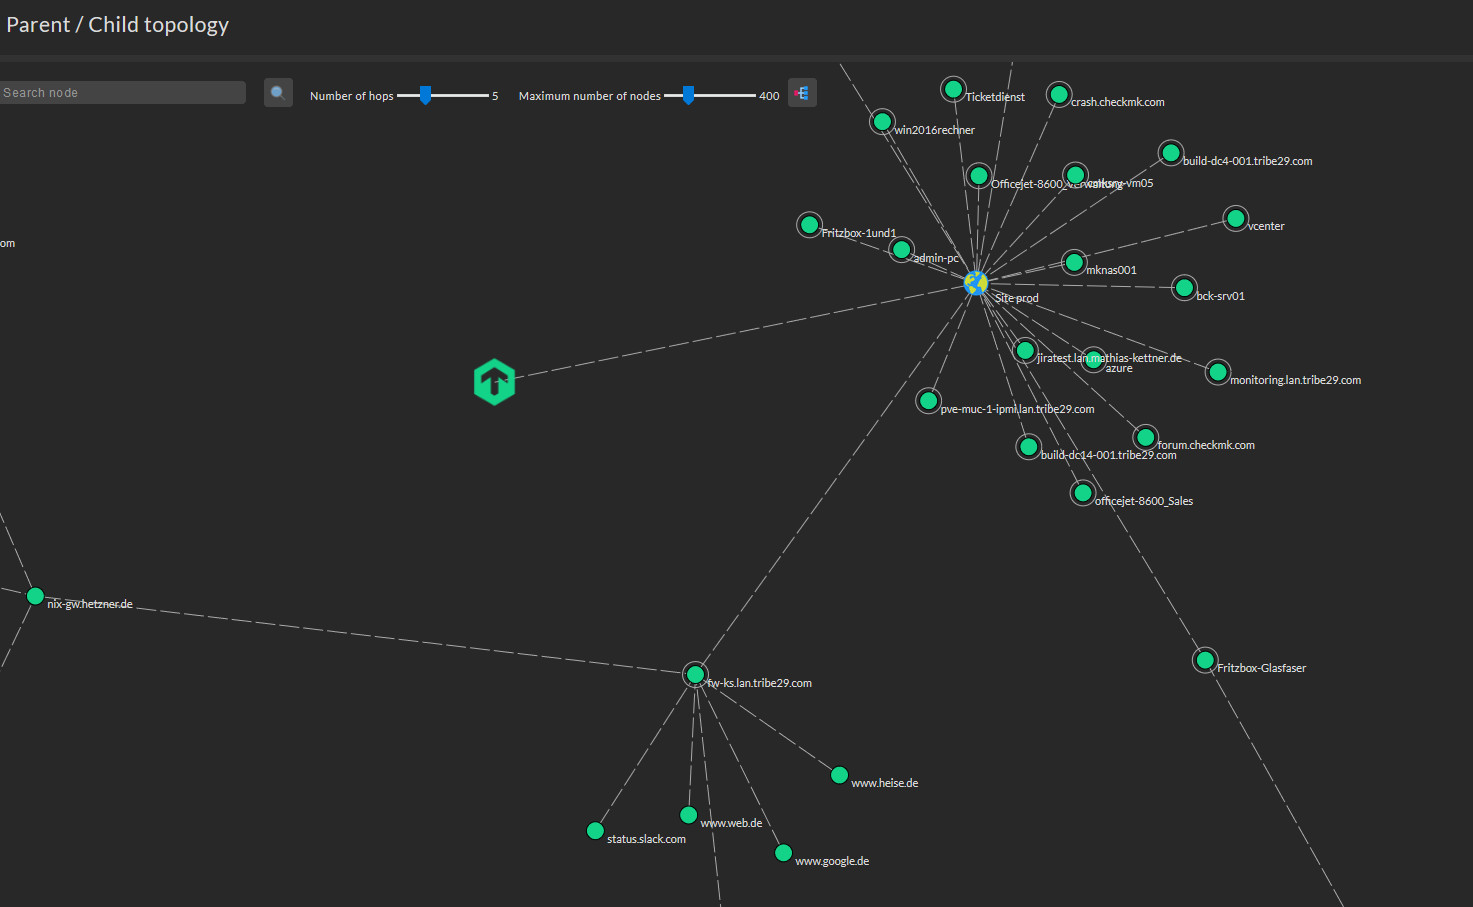 Parent / Child topology
Search node
Number of hops
5
Maximum number of nodes
400
Ticketdienst
crash.checkmk.com
win2016rechner
build-dc4-001.tribe29.com
Officejet-8600_Verwaltung
vcenter
Fritzbox-1und1
om
admin-pc
mknas001
Site prod
bck-srv01
jiratest.lan.mathias-kettner.de
azure
monitoring.lan.tribe29.com
pve-muc-1-ipmi.lan.tribe29.com
forum.checkmk.com
build-dc14-001.tribe29.com
officejet-8600_Sales
nix-gw.hetzner.de
Fritzbox-Glasfaser
fw-ks.lan.tribe29.com
www.heise.de
www.web.de
status.slack.com
www.google.de